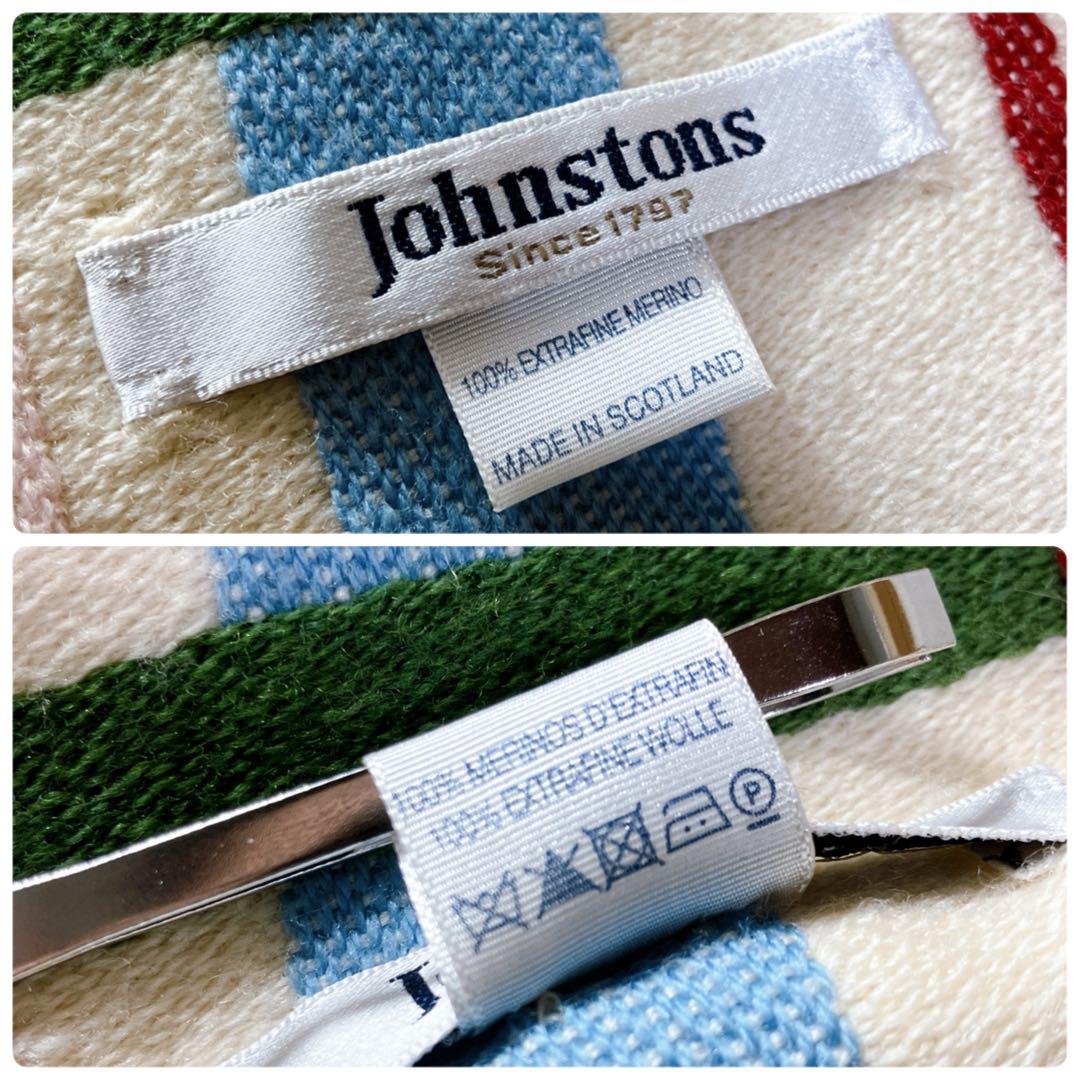 Johnstons
Since 1797
100% EXTRAFINE MERINO
MADE IN SCOTLAND
100% MERINOS D'EXTRAFIN
100% EXTRAFINE WOLLE
P